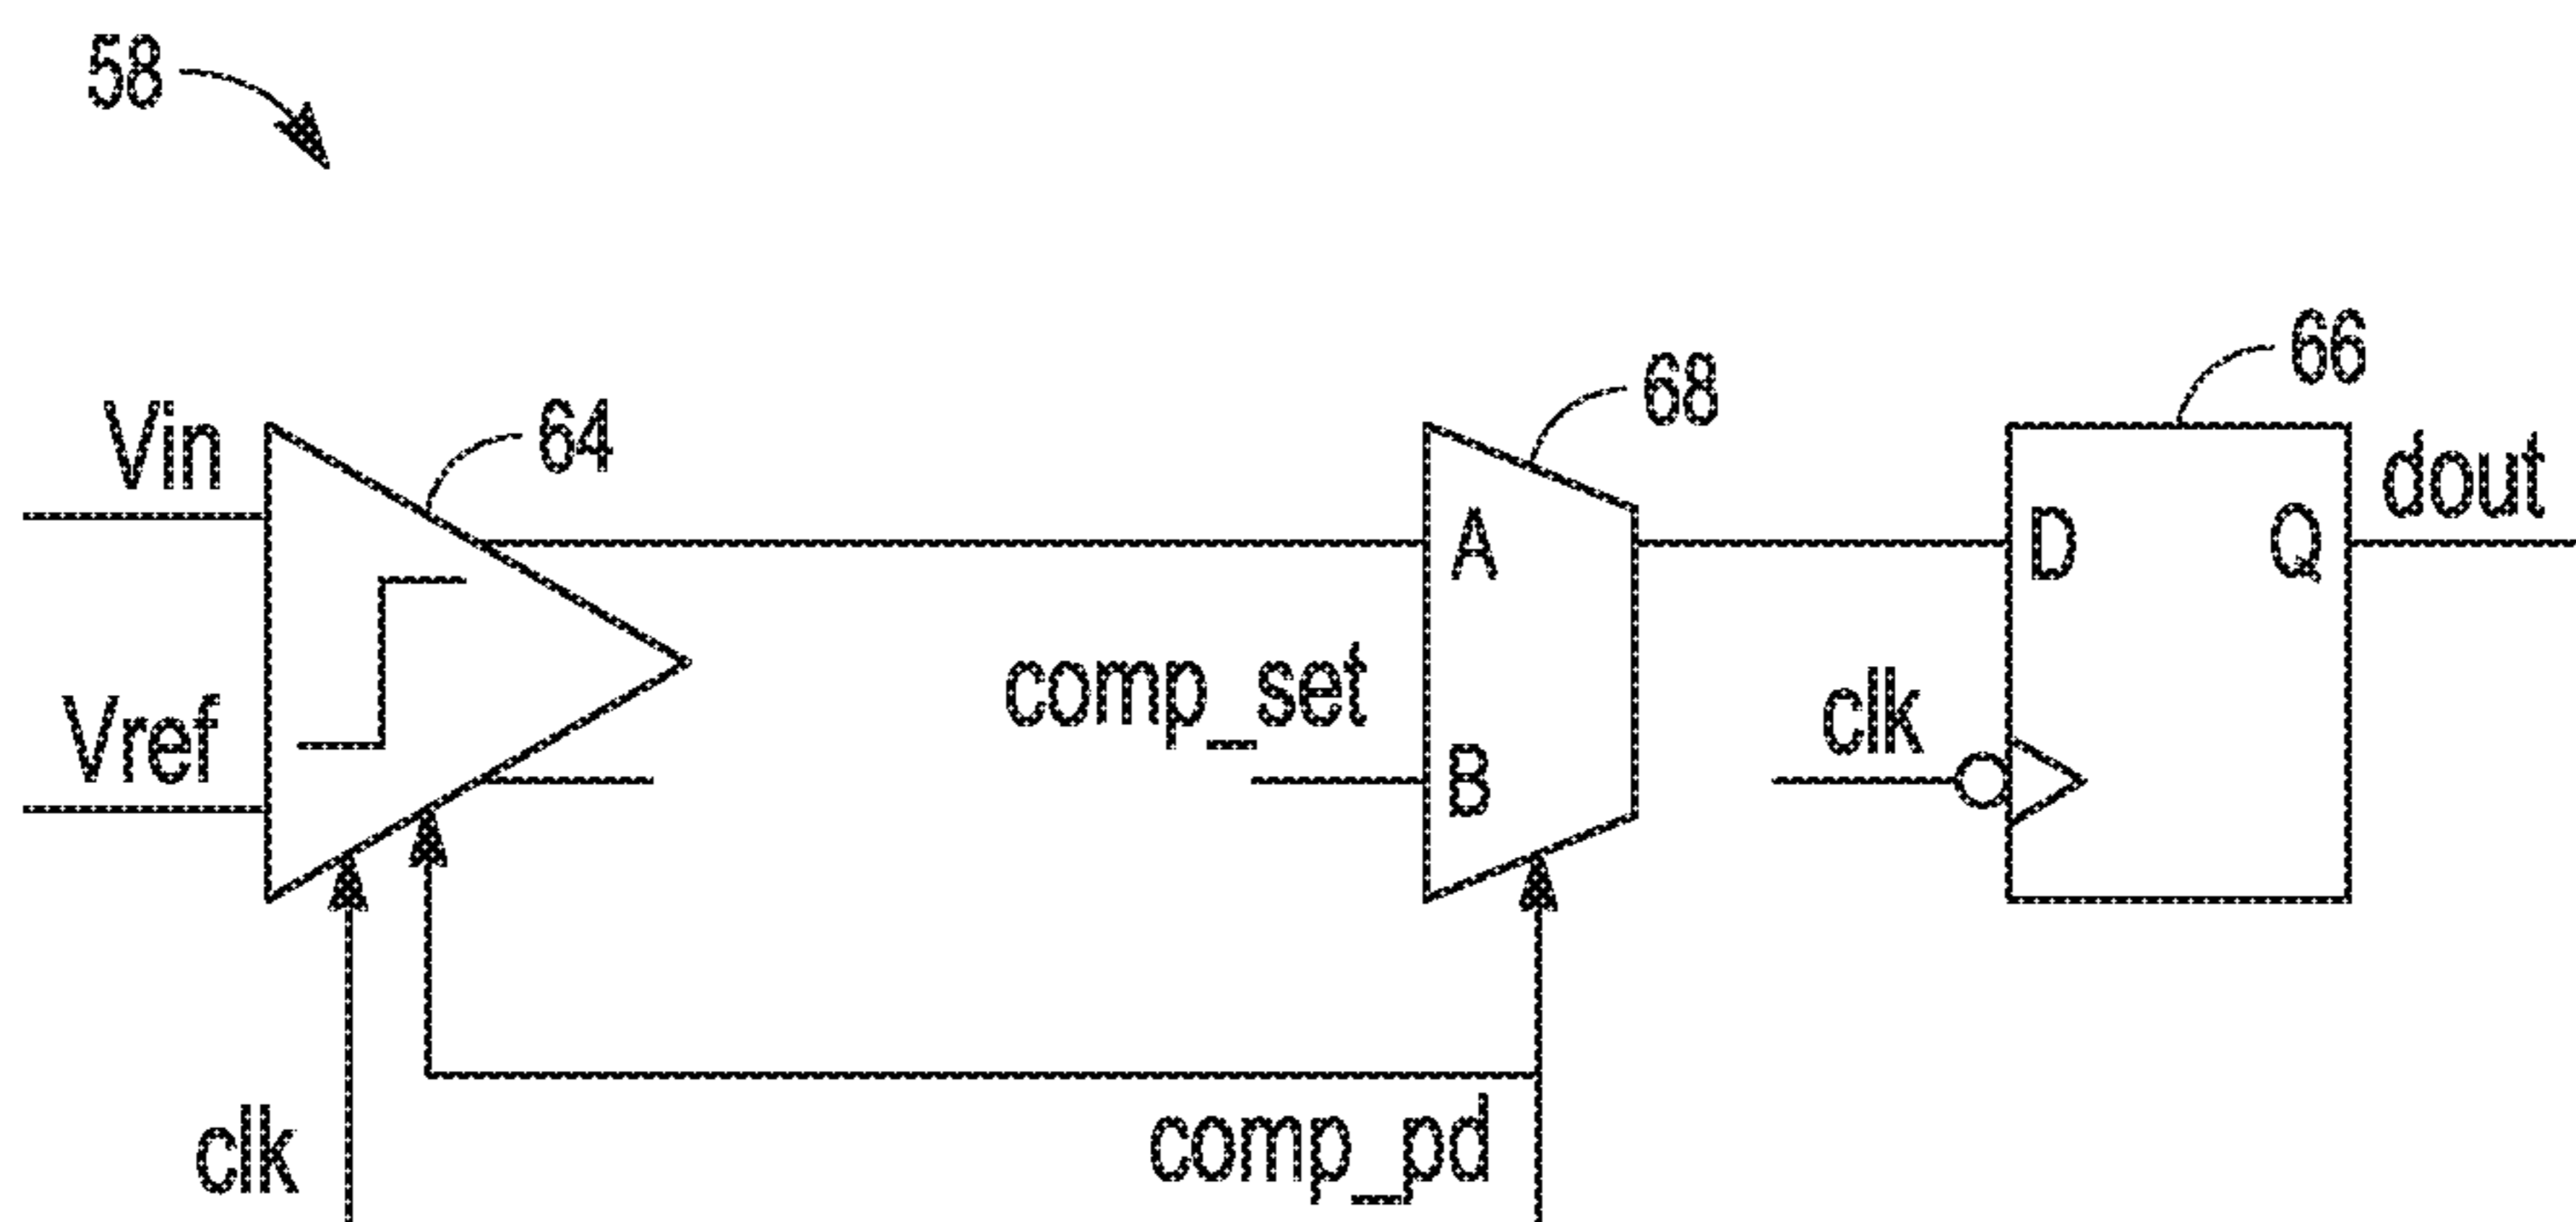 58
66
68
64
Vin
dout
A
D
Q
comp_set
clk
Vref
B
comp_pd
clk